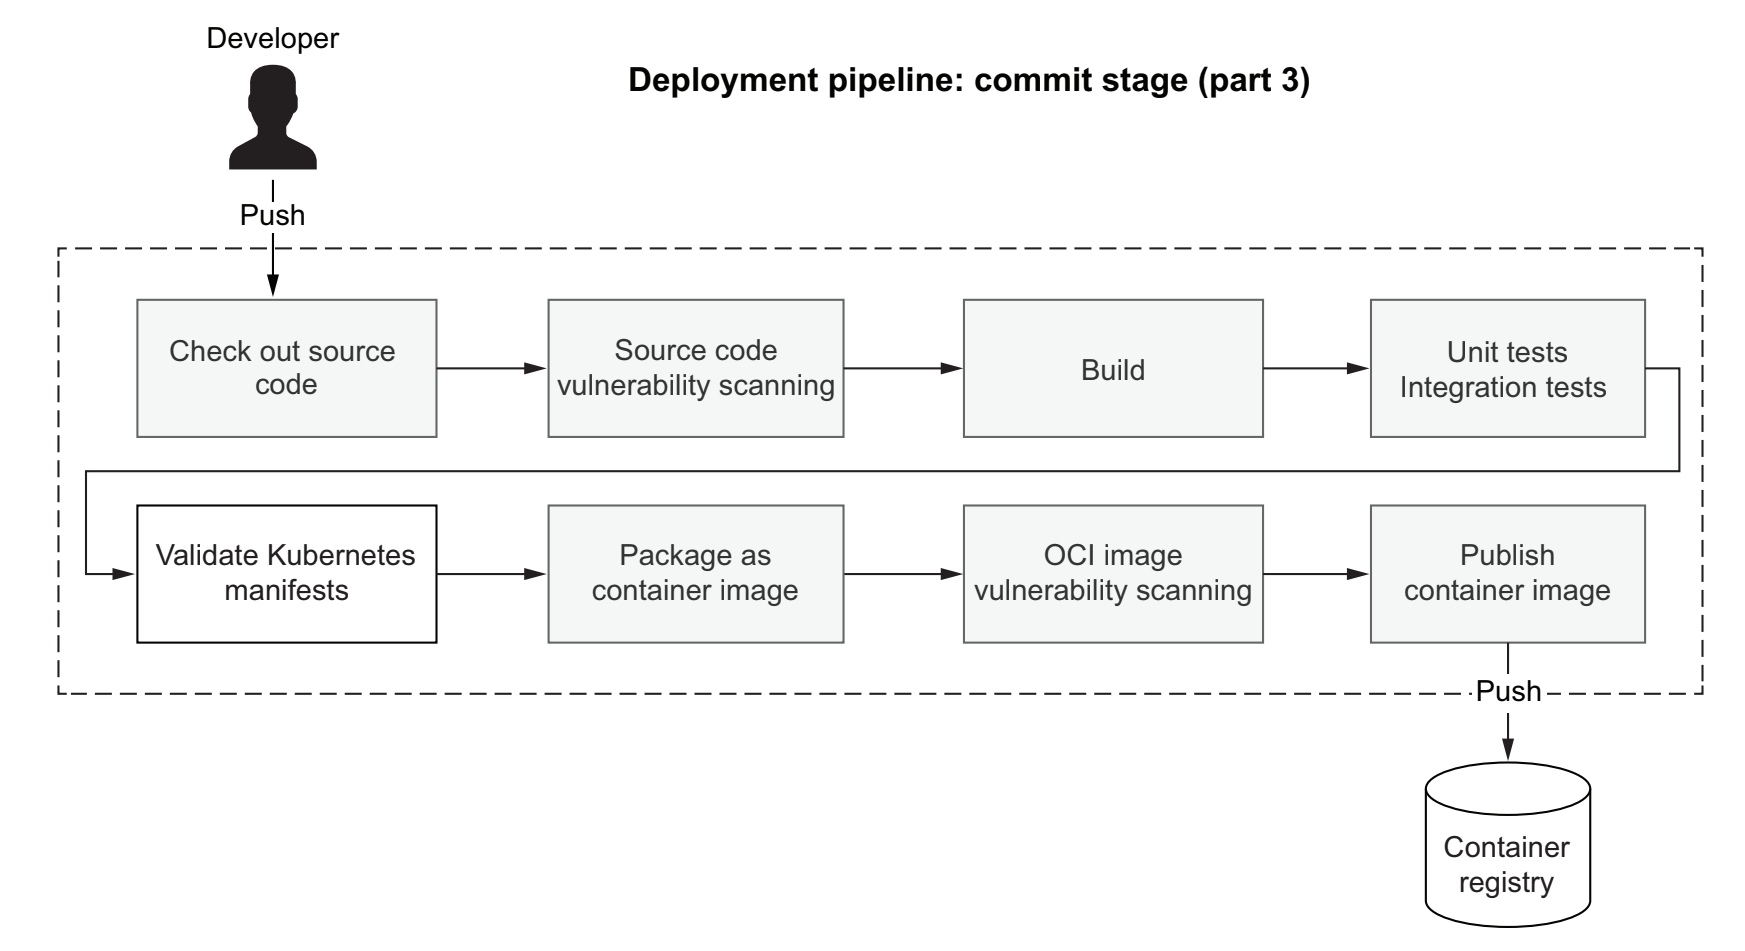 Developer
Deployment pipeline: commit stage (part 3)
Push
Check out source
code
Source code
vulnerability scanning
Build
Unit tests
Integration tests
Validate Kubernetes
manifests
Package as
container image
OCI image
vulnerability scanning
Publish
container image
Push
Container
registry